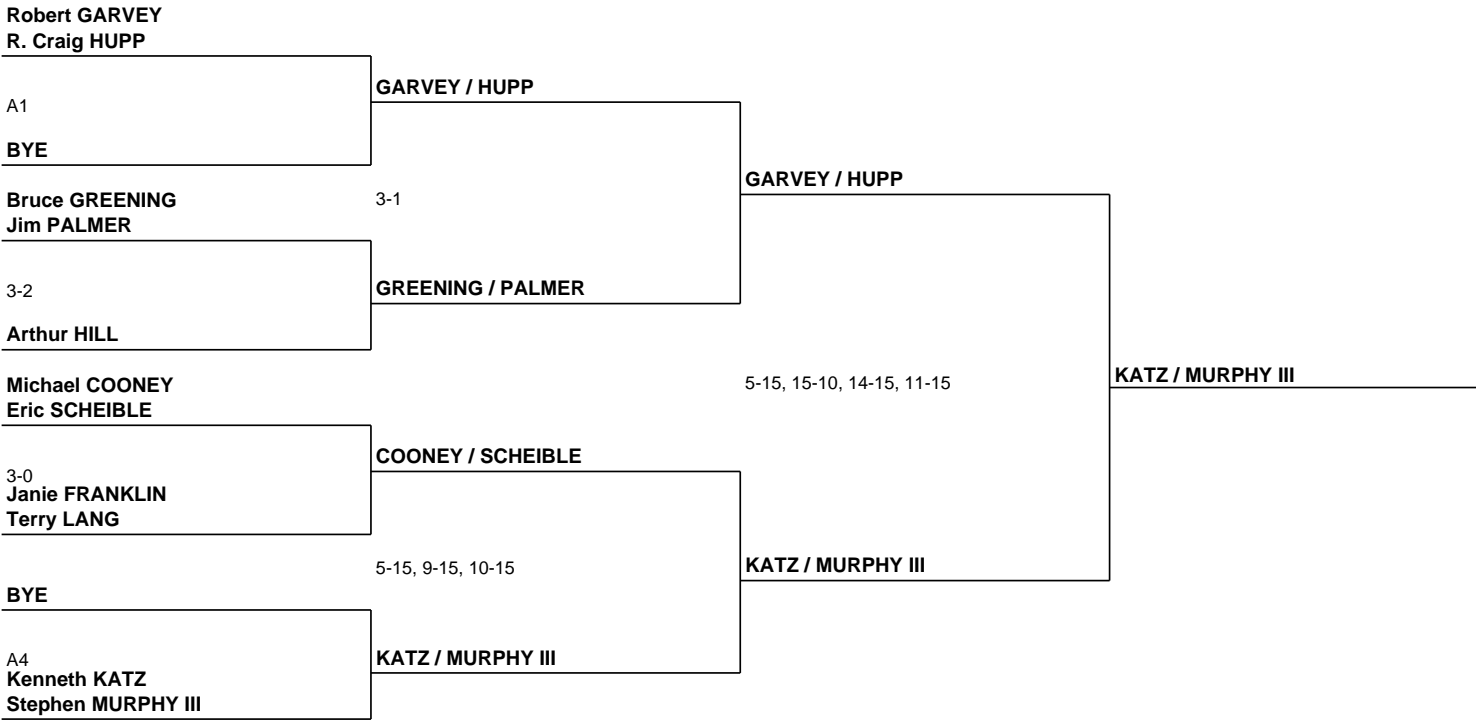 Robert GARVEY
R. Craig HUPP
A1
BYE
Bruce GREENING
Jim PALMER
3-2
Arthur HILL
Michael COONEY
Eric SCHEIBLE
3-0
Janie FRANKLIN
Terry LANG
BYE
A4
Kenneth KATZ
Stephen MURPHY III
GARVEY / HUPP
3-1
GREENING / PALMER
COONEY / SCHEIBLE
5-15, 9-15, 10-15
KATZ / MURPHY III
GARVEY / HUPP
5-15, 15-10, 14-15, 11-15
KATZ / MURPHY III
KATZ / MURPHY III